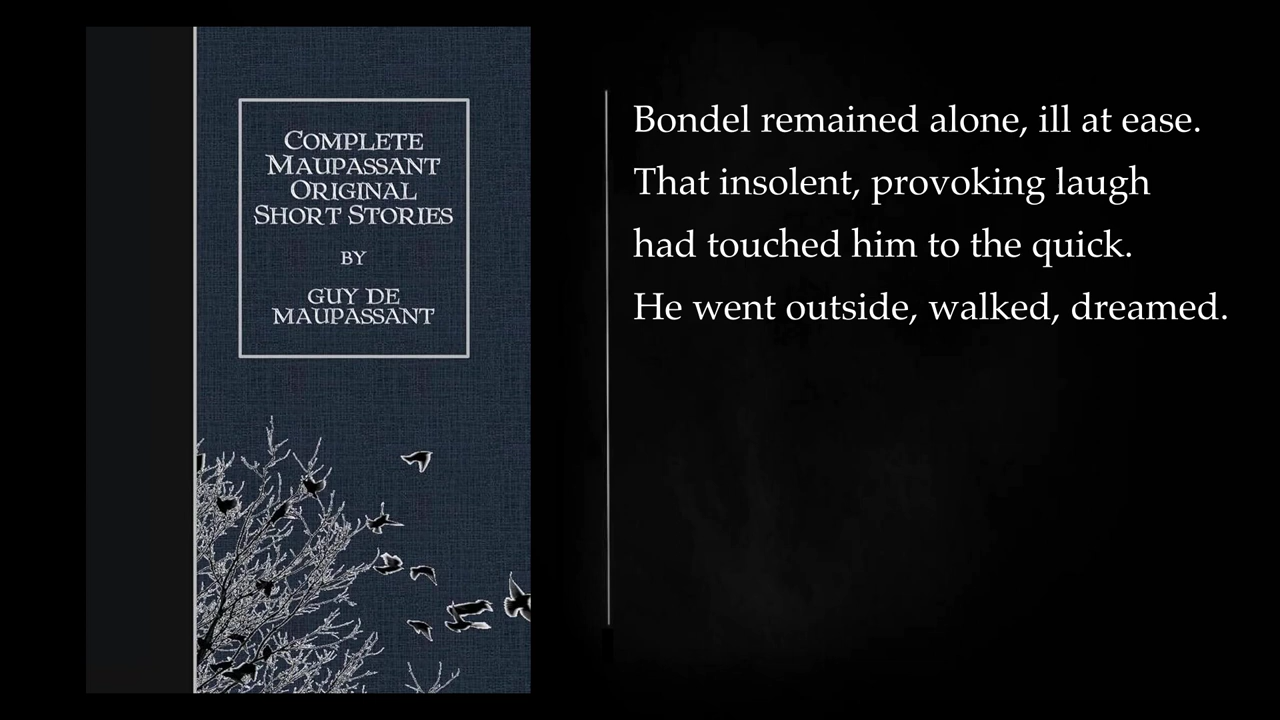 COMPLETE
MAUPASSANT
ORIGINAL
SHORT STORIES
BY
GUY DE
MAUPASSANT
Bondel remained alone, ill at ease.
That insolent, provoking laugh
had touched him to the quick.
He went outside, walked, dreamed.